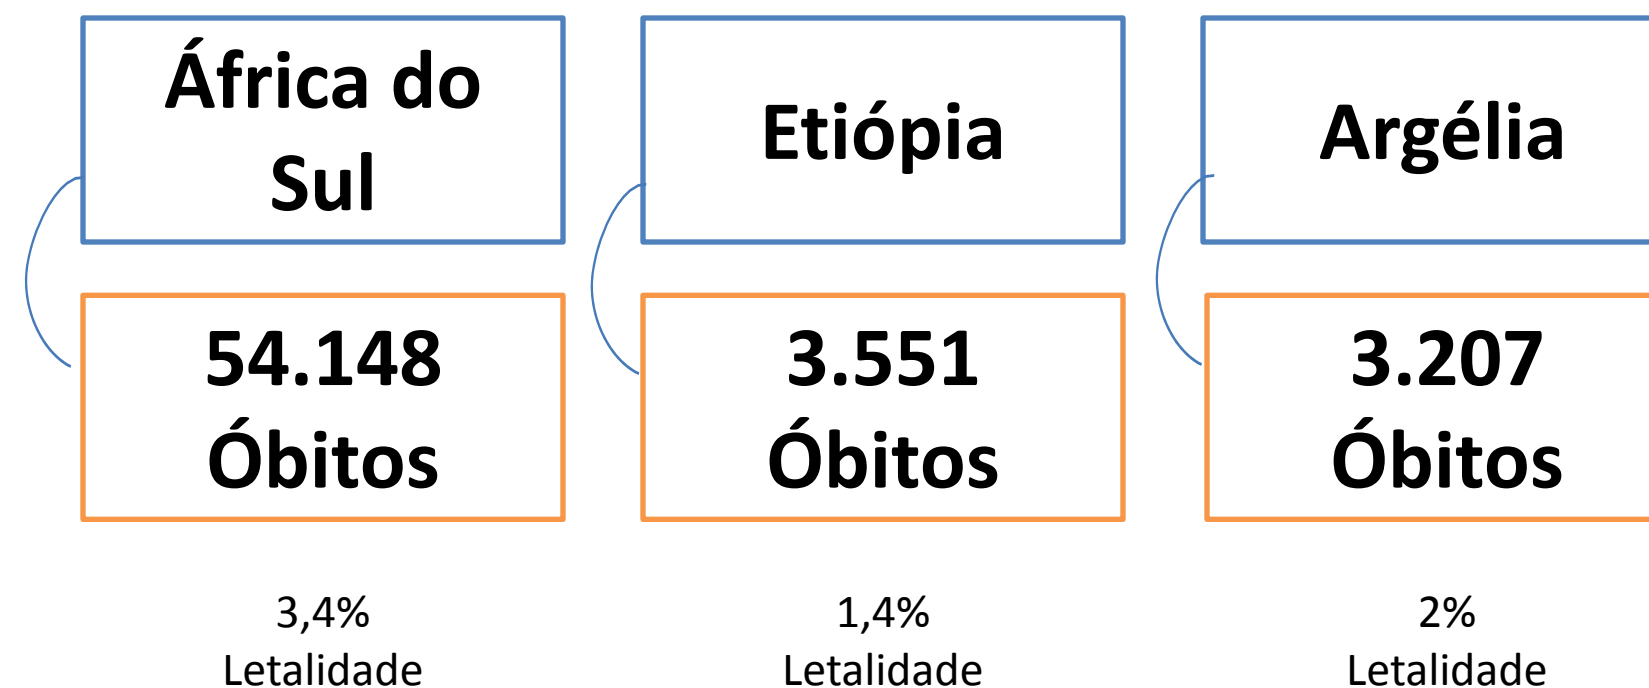 África do
Sul
Etiópia
Argélia
54.148
Óbitos
3.551
Óbitos
3.207
Óbitos
3,4%
Letalidade
1,4%
Letalidade
2%
Letalidade